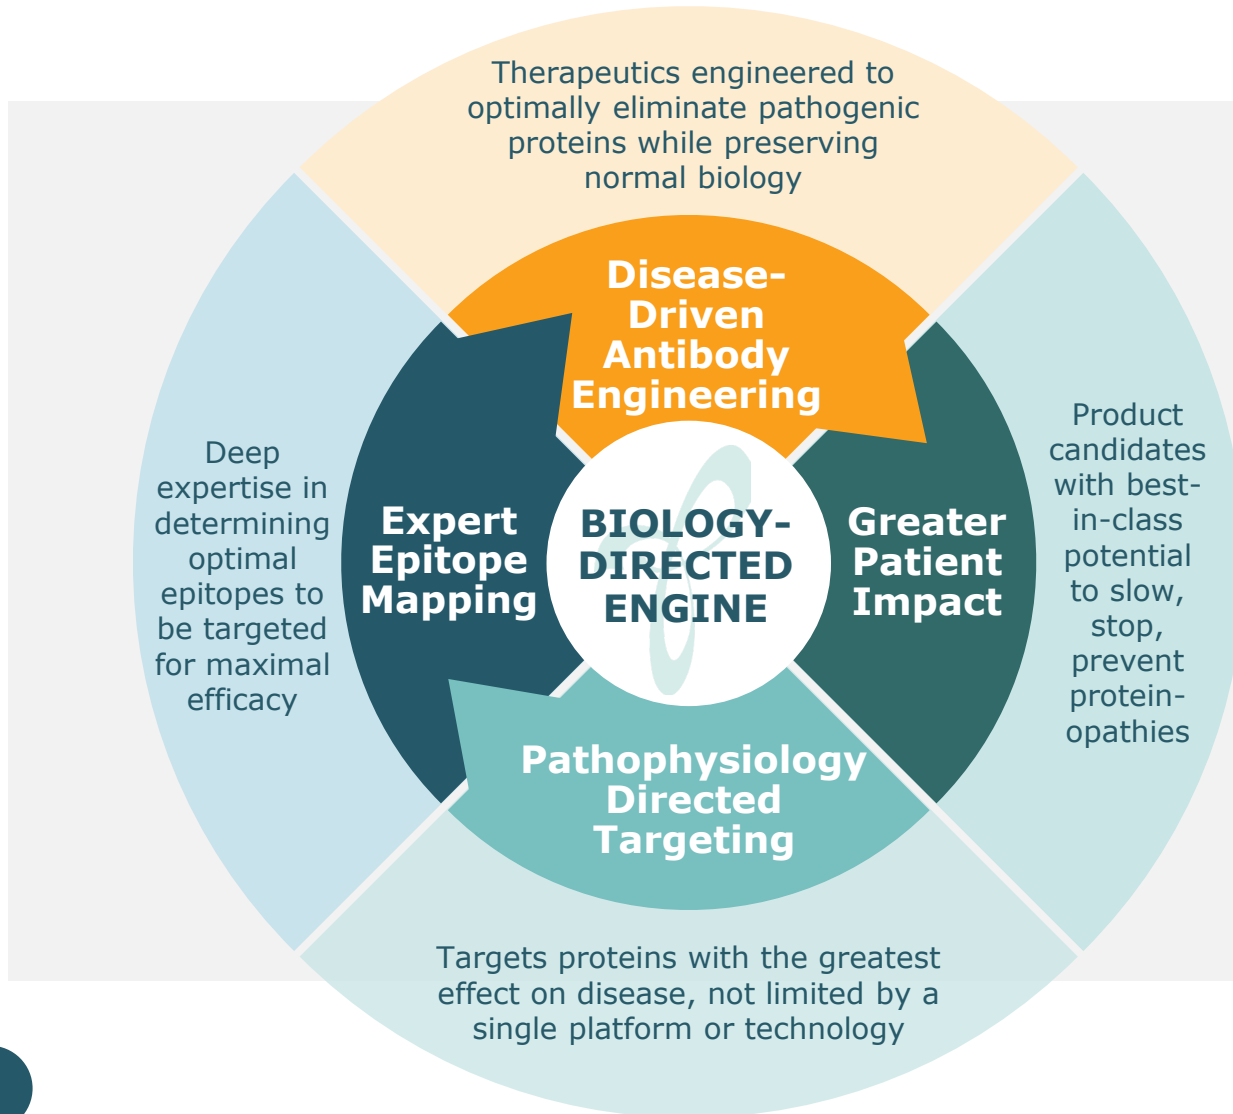 Therapeutics engineered to
optimally eliminate pathogenic
proteins while preserving
normal biology
Disease-
Driven
Antibody
Engineering
Deep
expertise in
determining
optimal
epitopes to
be targeted
for maximal
efficacy
Expert
Epitope
Mapping
BIOLOGY-
DIRECTED
ENGINE
Greater
Patient
Impact
Product
candidates
with best-
in-class
potential
to slow,
stop,
prevent
protein-
opathies
Pathophysiology
Directed
Targeting
Targets proteins with the greatest
effect on disease, not limited by a
single platform or technology